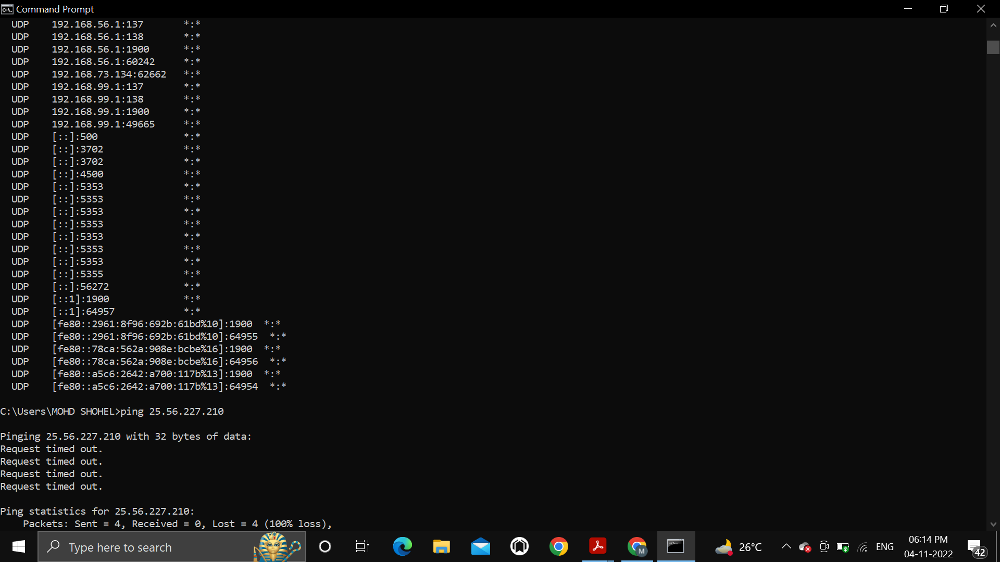 Command Prompt
UDP    192.168.56.1:137       *:*
UDP    192.168.56.1:138       *:*
UDP    192.168.56.1:1900      *:*
UDP    192.168.56.1:60242     *:*
UDP    192.168.73.134:62662   *:*
UDP    192.168.99.1:137       *:*
UDP    192.168.99.1:138       *:*
UDP    192.168.99.1:1900      *:*
UDP    192.168.99.1:49665     *:*
UDP    [::]:500               *:*
UDP    [::]:3702              *:*
UDP    [::]:3702              *:*
UDP    [::]:4500              *:*
UDP    [::]:5353              *:*
UDP    [::]:5353              *:*
UDP    [::]:5353              *:*
UDP    [::]:5353              *:*
UDP    [::]:5353              *:*
UDP    [::]:5353              *:*
UDP    [::]:5353              *:*
UDP    [::]:5355              *:*
UDP    [::]:56272             *:*
UDP    [::1]:1900             *:*
UDP    [::1]:64957            *:*
UDP    [fe80::2961:8f96:692b:61bd%10]:1900  *:*
UDP    [fe80::2961:8f96:692b:61bd%10]:64955  *:*
UDP    [fe80::78ca:562a:908e:bcbe%16]:1900  *:*
UDP    [fe80::78ca:562a:908e:bcbe%16]:64956  *:*
UDP    [fe80::a5c6:2642:a700:117b%13]:1900  *:*
UDP    [fe80::a5c6:2642:a700:117b%13]:64954  *:*
C:\Users\MOHD SHOHEL>ping 25.56.227.210
Pinging 25.56.227.210 with 32 bytes of data:
Request timed out.
Request timed out.
Request timed out.
Request timed out.
Ping statistics for 25.56.227.210:
Packets: Sent = 4, Received = 0, Lost = 4 (100% loss),
Type here to search
M
26°C
ENG
06:14 PM
04-11-2022
42